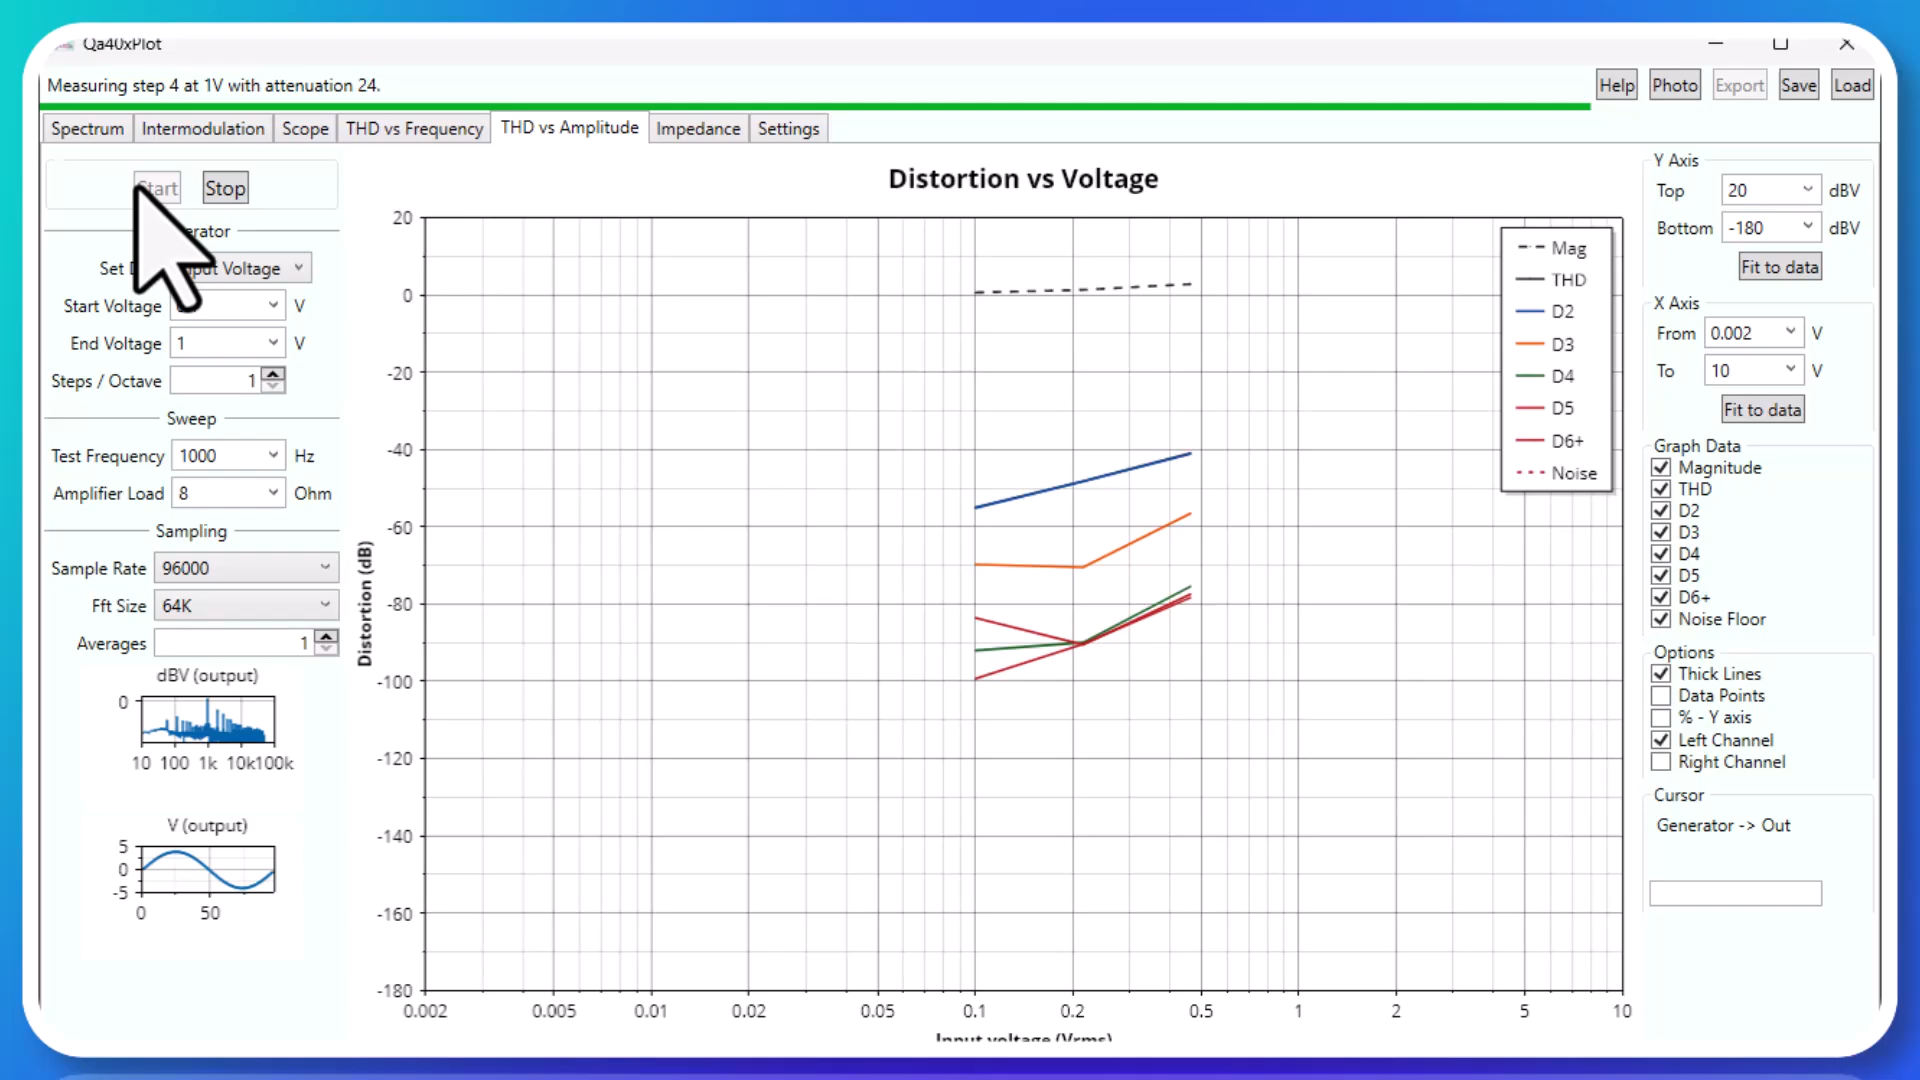 Qa40xPlot
Measuring step 4 at 1V with attenuation 24.
Help Photo Export Save Load
Spectrum Intermodulation Scope THD vs Frequency THD vs Amplitude Impedance Settings
Start Stop
Set Input Voltage
Start Voltage V
End Voltage 1 V
Steps / Octave 1
Sweep
Test Frequency 1000 Hz
Amplifier Load 8 Ohm
Sampling
Sample Rate 96000
Fft Size 64K
Averages 1
dBV (output)
0
10 100 1k 10k100k
V (output)
5
0
-5
0 50
Distortion vs Voltage
20
0
-20
-40
-60
-80
-100
-120
-140
-160
-180
Distortion (dB)
0.002 0.005 0.01 0.02 0.05 0.1 0.2 0.5 1 2 5 10
Input voltage (Vrms)
Mag
THD
D2
D3
D4
D5
D6+
Noise
Y Axis
Top 20 dBV
Bottom -180 dBV
Fit to data
X Axis
From 0.002 V
To 10 V
Fit to data
Graph Data
Magnitude
THD
D2
D3
D4
D5
D6+
Noise Floor
Options
Thick Lines
Data Points
% - Y axis
Left Channel
Right Channel
Cursor
Generator -> Out